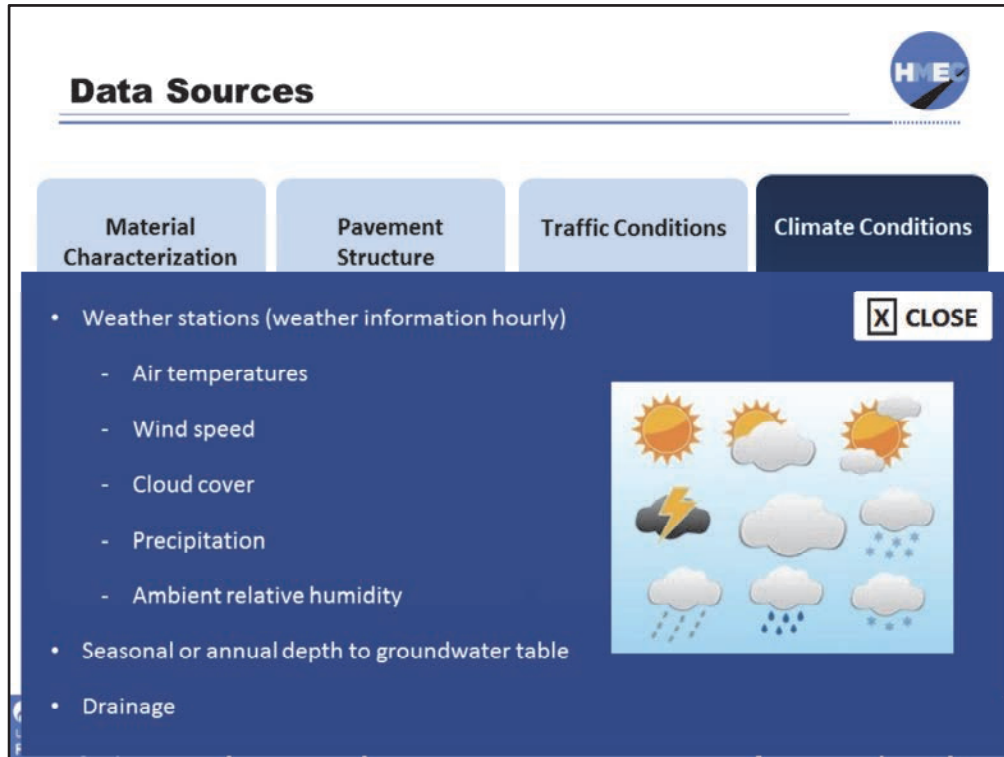 Data Sources
HMEC
Material
Characterization
Pavement
Structure
Traffic Conditions
Climate Conditions
• Weather stations (weather information hourly)
X CLOSE
- Air temperatures
- Wind speed
- Cloud cover
- Precipitation
- Ambient relative humidity
• Seasonal or annual depth to groundwater table
• Drainage